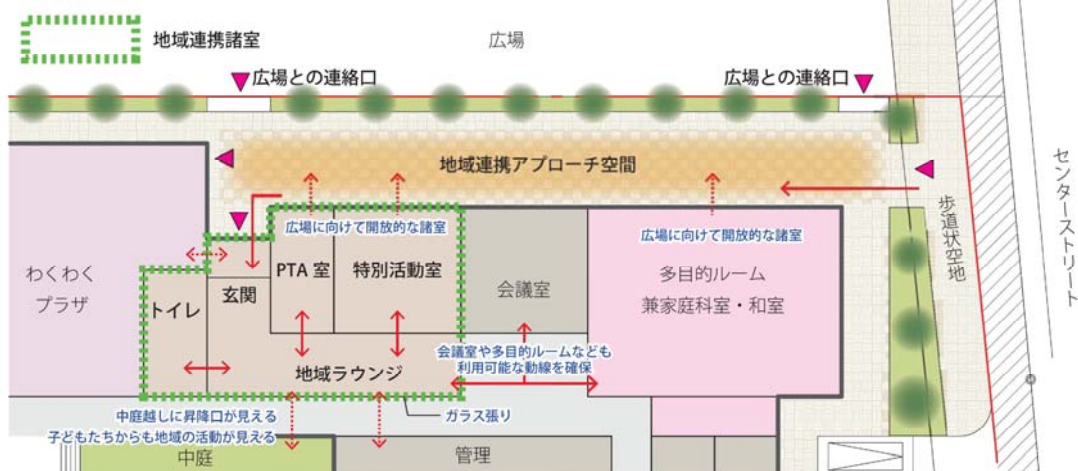 地域連携諸室
広場
広場との連絡口
広場との連絡口
地域連携アプローチ空間
センターストリート
歩道状空地
広場に向けて開放的な諸室
広場に向けて開放的な諸室
わくわく
プラザ
トイレ
玄関
PTA 室
特別活動室
会議室
多目的ルーム
兼家庭科室・和室
会議室や多目的ルームなども
利用可能な動線を確保
地域ラウンジ
中庭越しに昇降口が見える
子どもたちからも地域の活動が見える
ガラス張り
中庭
管理